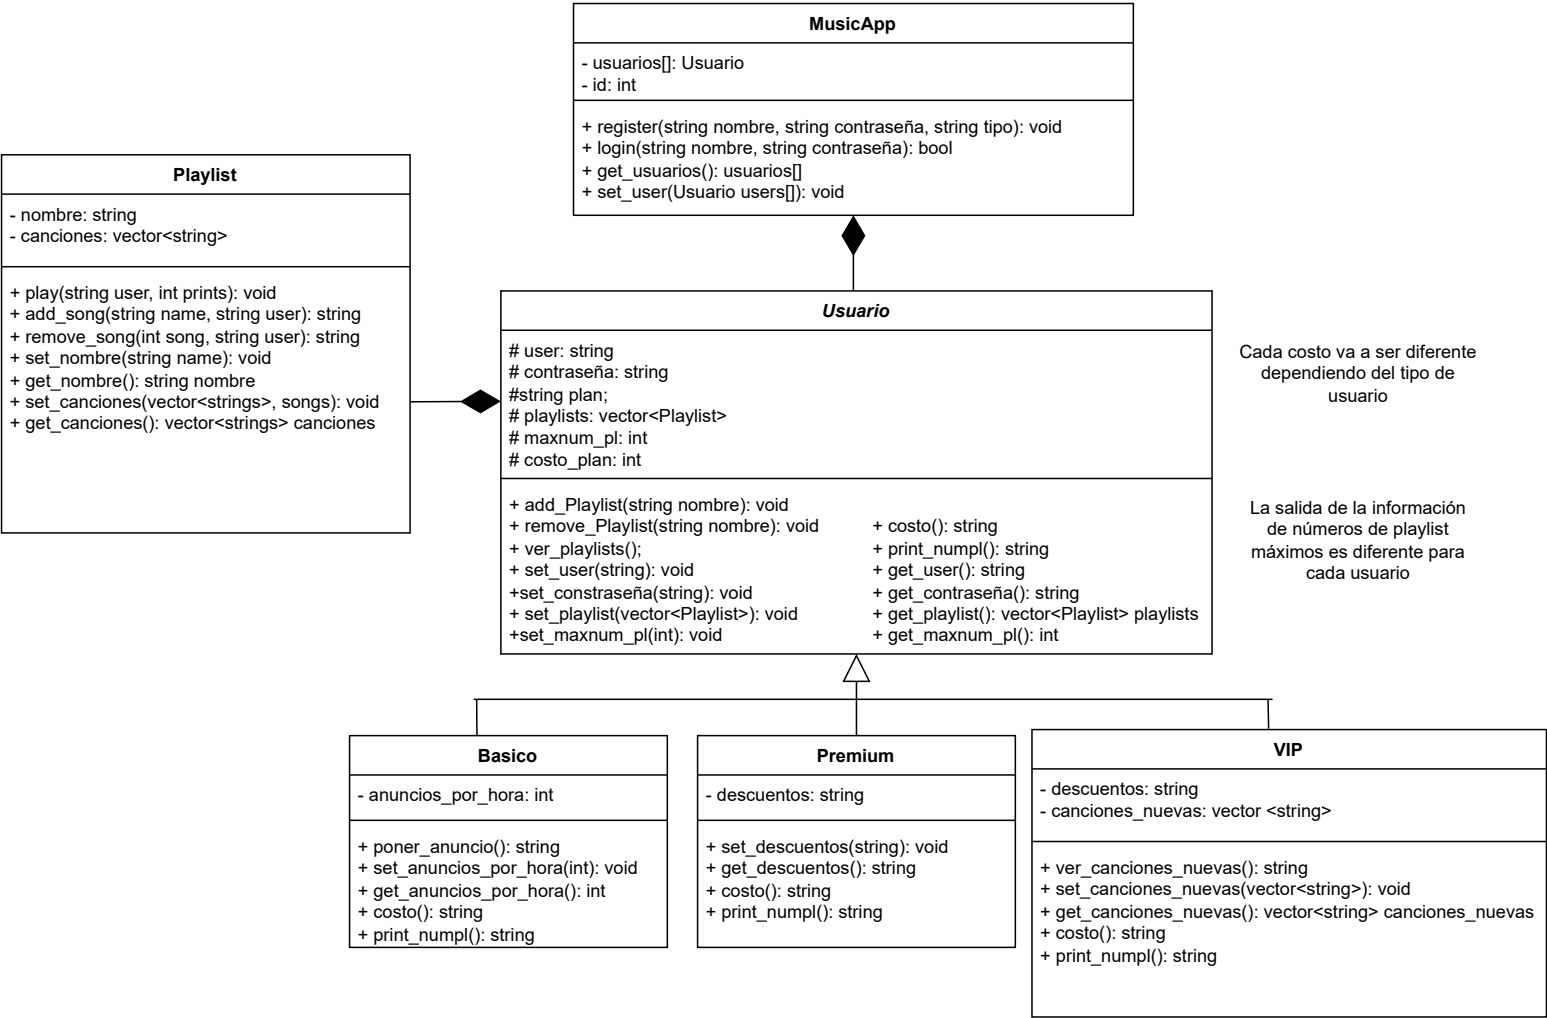 MusicApp
- usuarios[]: Usuario
- id: int
+ register(string nombre, string contraseña, string tipo): void
+ login(string nombre, string contraseña): bool
+ get_usuarios(): usuarios[]
+ set_user(Usuario users[]): void
Playlist
- nombre: string
- canciones: vector<string>
+ play(string user, int prints): void
+ add_song(string name, string user): string
+ remove_song(int song, string user): string
+ set_nombre(string name): void
+ get_nombre(): string nombre
+ set_canciones(vector<strings>, songs): void
+ get_canciones(): vector<strings> canciones
Usuario
# user: string
# contraseña: string
#string plan;
# playlists: vector<Playlist>
# maxnum_pl: int
# costo_plan: int
+ add_Playlist(string nombre): void
+ remove_Playlist(string nombre): void
+ ver_playlists();
+ set_user(string): void
+set_constraseña(string): void
+ set_playlist(vector<Playlist>): void
+set_maxnum_pl(int): void
+ costo(): string
+ print_numpl(): string
+ get_user(): string
+ get_contraseña(): string
+ get_playlist(): vector<Playlist> playlists
+ get_maxnum_pl(): int
Cada costo va a ser diferente
dependiendo del tipo de
usuario
La salida de la información
de números de playlist
máximos es diferente para
cada usuario
Basico
- anuncios_por_hora: int
+ poner_anuncio(): string
+ set_anuncios_por_hora(int): void
+ get_anuncios_por_hora(): int
+ costo(): string
+ print_numpl(): string
Premium
- descuentos: string
+ set_descuentos(string): void
+ get_descuentos(): string
+ costo(): string
+ print_numpl(): string
VIP
- descuentos: string
- canciones_nuevas: vector <string>
+ ver_canciones_nuevas(): string
+ set_canciones_nuevas(vector<string>): void
+ get_canciones_nuevas(): vector<string> canciones_nuevas
+ costo(): string
+ print_numpl(): string